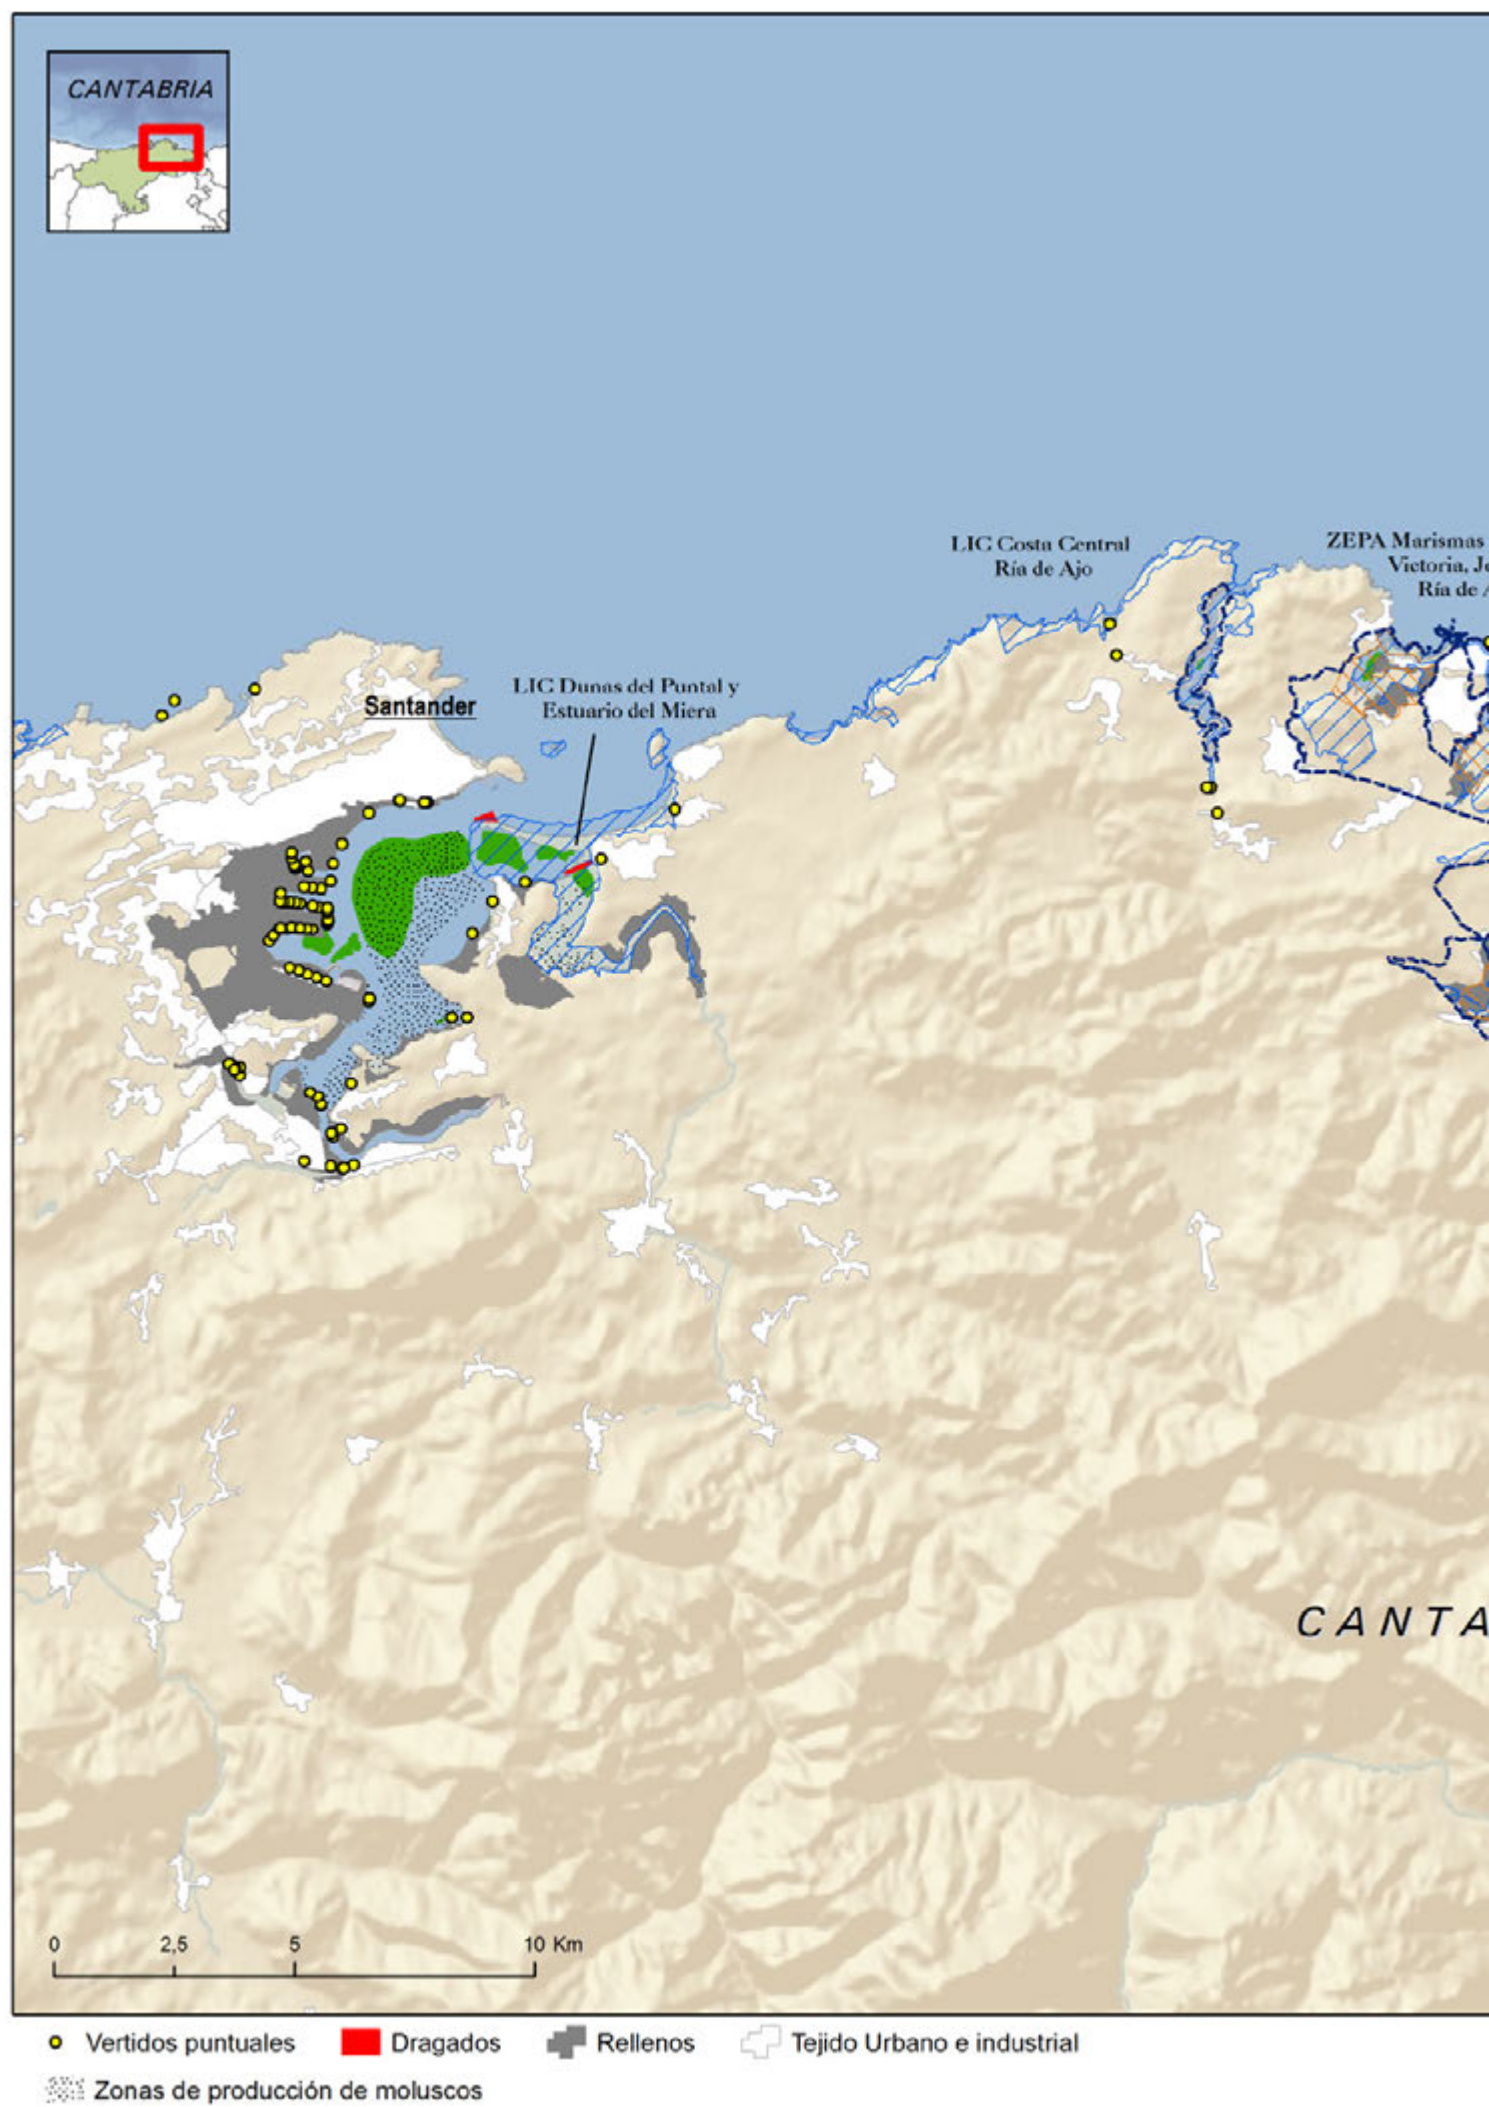 CANTABRIA
LIC Costa Central
Ría de Ajo
ZEPA Marismas
Victoria, Jo
Ría de A
Santander
LIC Dunas del Puntal y
Estuario del Miera
CANTA
0 2,5 5 10 Km
Vertidos puntuales Dragados Rellenos Tejido Urbano e industrial
Zonas de producción de moluscos